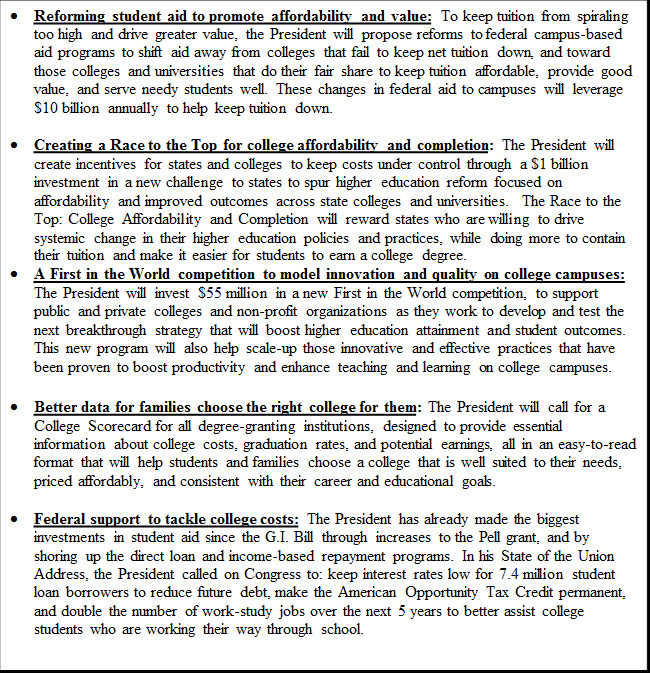 • Reforming student aid to promote affordability and value: To keep tuition from spiraling
too high and drive greater value, the President will propose reforms to federal campus-based
aid programs to shift aid away from colleges that fail to keep net tuition down, and toward
those colleges and universities that do their fair share to keep tuition affordable, provide good
value, and serve needy students well. These changes in federal aid to campuses will leverage
$10 billion annually to help keep tuition down.
• Creating a Race to the Top for college affordability and completion: The President will
create incentives for states and colleges to keep costs under control through a $1 billion
investment in a new challenge to states to spur higher education reform focused on
affordability and improved outcomes across state colleges and universities. The Race to the
Top: College Affordability and Completion will reward states who are willing to drive
systemic change in their higher education policies and practices, while doing more to contain
their tuition and make it easier for students to earn a college degree.
• A First in the World competition to model innovation and quality on college campuses:
The President will invest $55 million in a new First in the World competition, to support
public and private colleges and non-profit organizations as they work to develop and test the
next breakthrough strategy that will boost higher education attainment and student outcomes.
This new program will also help scale-up those innovative and effective practices that have
been proven to boost productivity and enhance teaching and learning on college campuses.
• Better data for families choose the right college for them: The President will call for a
College Scorecard for all degree-granting institutions, designed to provide essential
information about college costs, graduation rates, and potential earnings, all in an easy-to-read
format that will help students and families choose a college that is well suited to their needs,
priced affordably, and consistent with their career and educational goals.
• Federal support to tackle college costs: The President has already made the biggest
investments in student aid since the G.I. Bill through increases to the Pell grant, and by
shoring up the direct loan and income-based repayment programs. In his State of the Union
Address, the President called on Congress to: keep interest rates low for 7.4 million student
loan borrowers to reduce future debt, make the American Opportunity Tax Credit permanent,
and double the number of work-study jobs over the next 5 years to better assist college
students who are working their way through school.